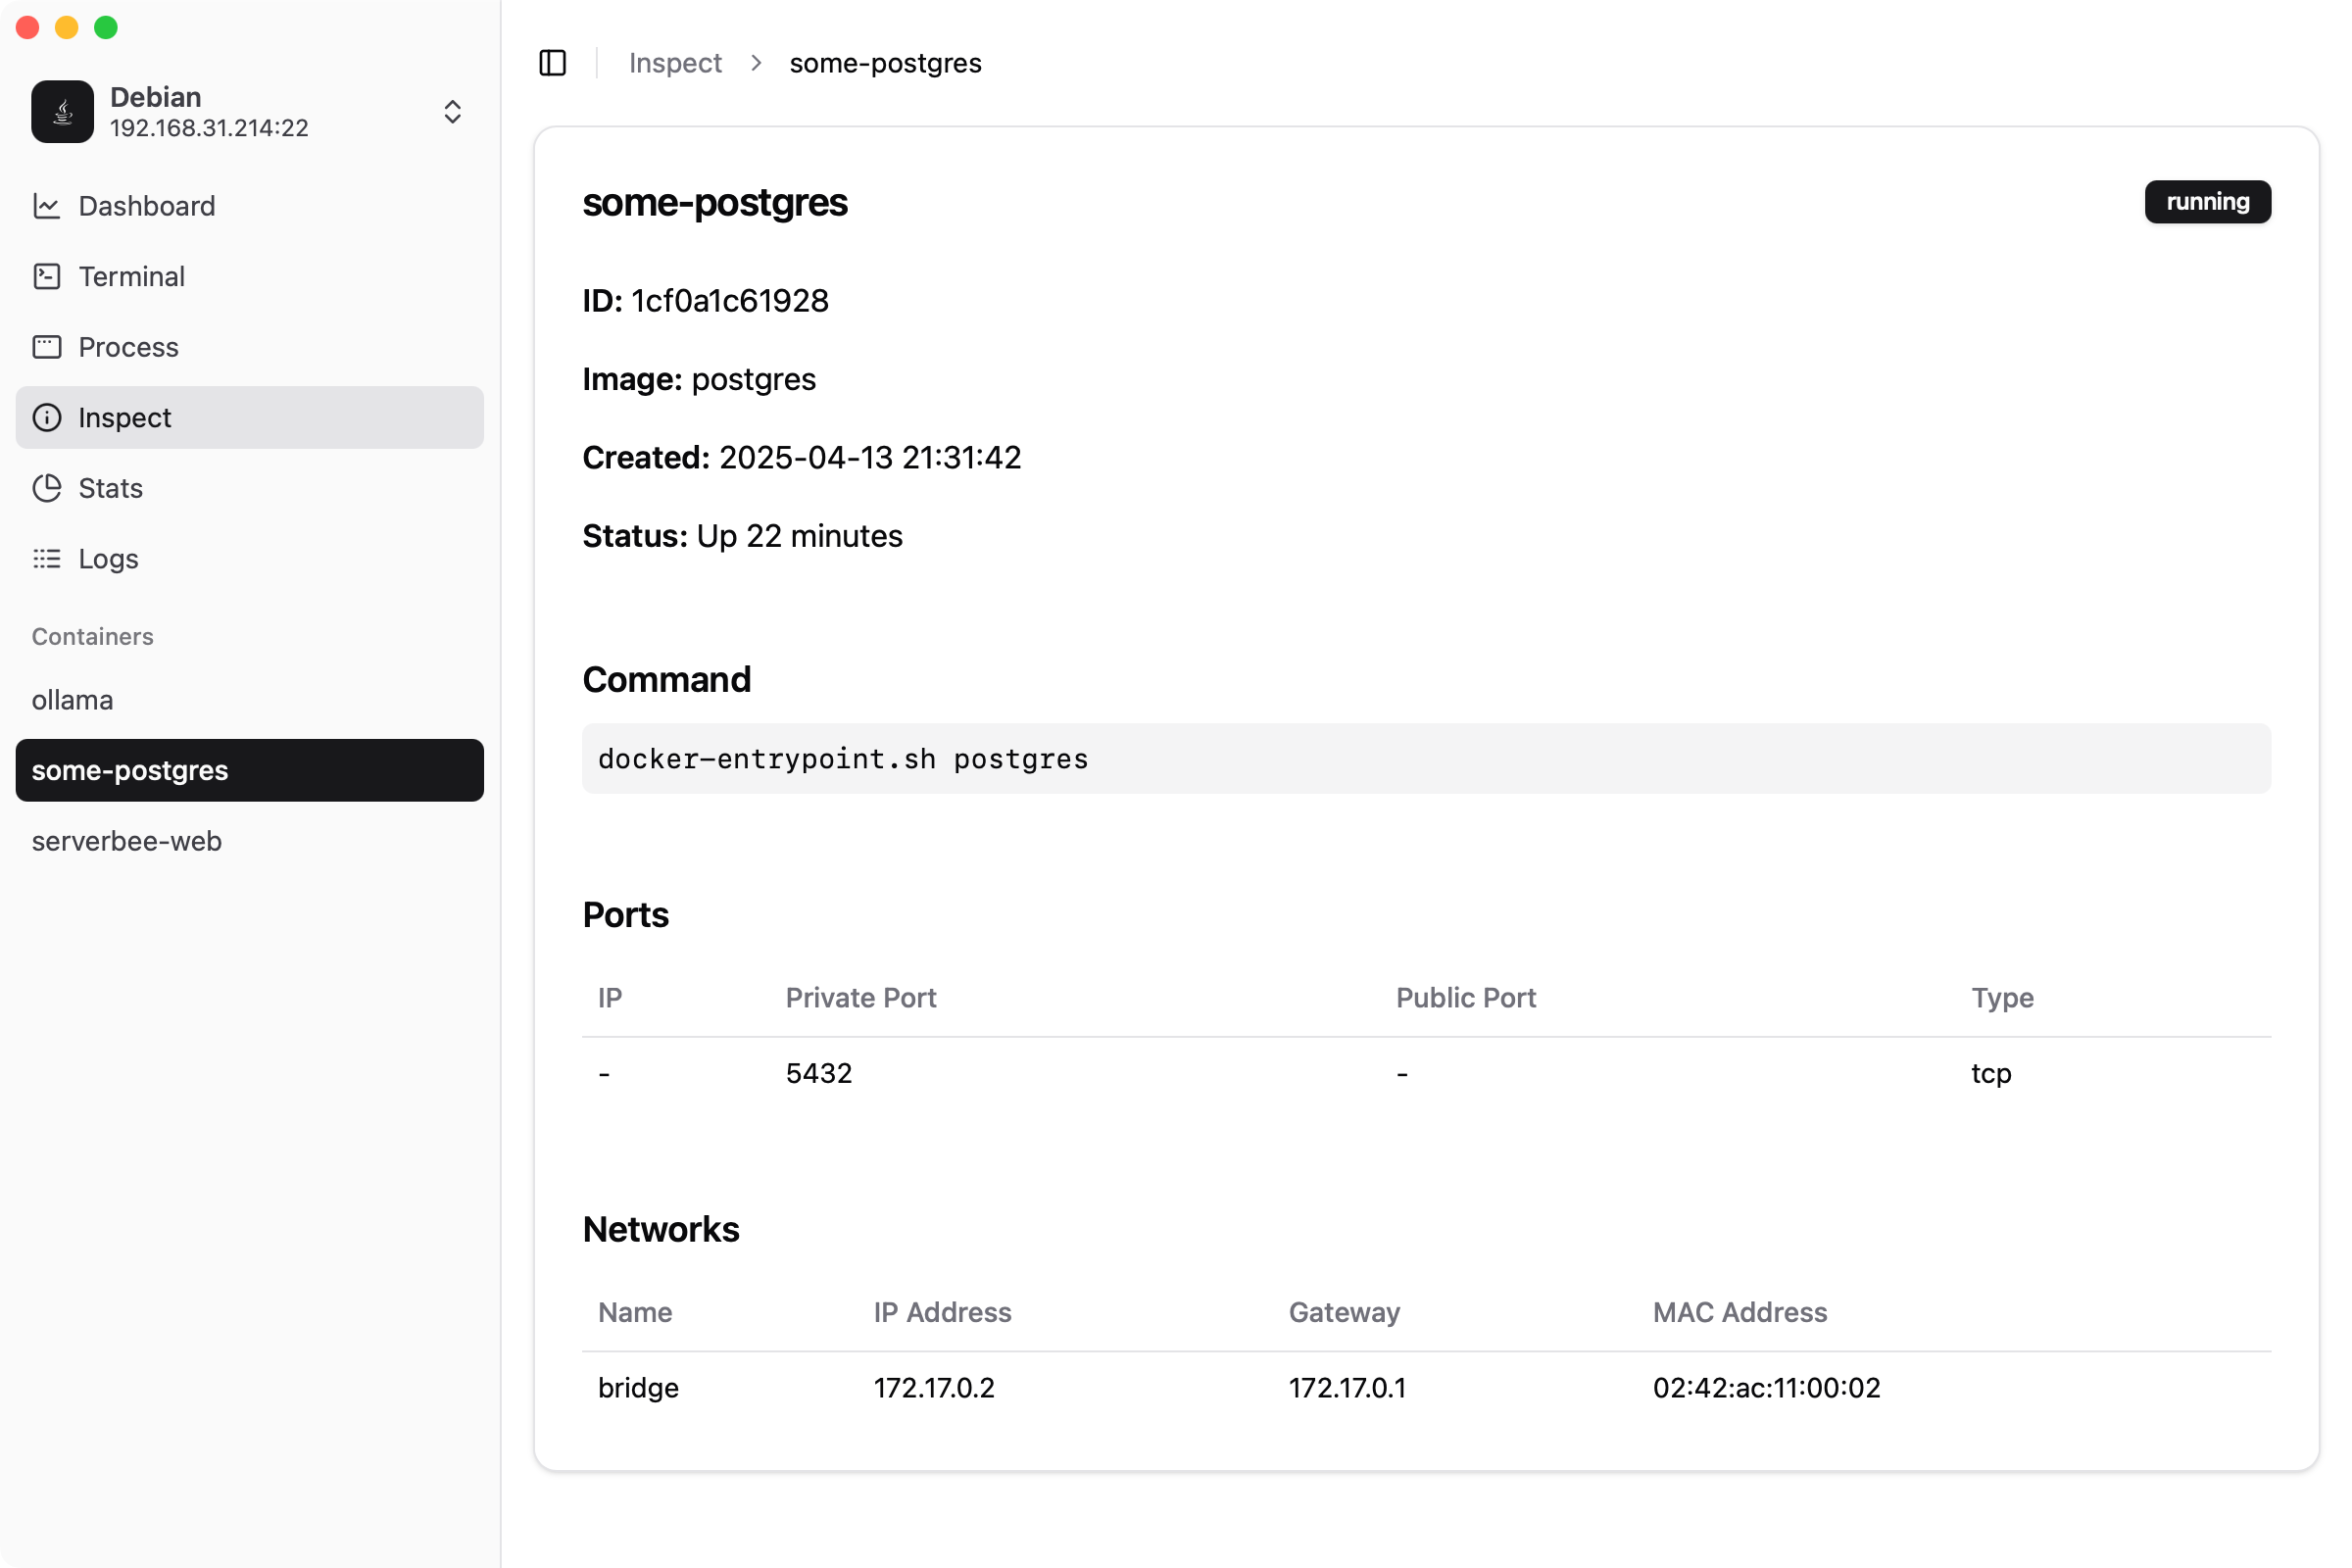 Debian
192.168.31.214:22
Dashboard
Terminal
Process
Inspect
Stats
Logs
Containers
ollama
some-postgres
serverbee-web
Inspect > some-postgres
some-postgres
running
ID: 1cf0a1c61928
Image: postgres
Created: 2025-04-13 21:31:42
Status: Up 22 minutes
Command
docker-entrypoint.sh postgres
Ports
IP Private Port Public Port Type
- 5432 - tcp
Networks
Name IP Address Gateway MAC Address
bridge 172.17.0.2 172.17.0.1 02:42:ac:11:00:02